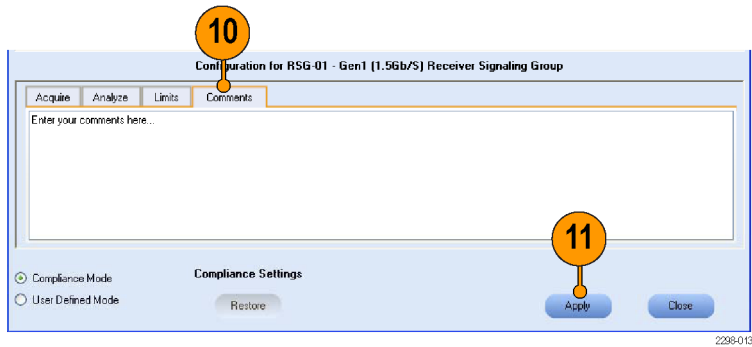 10
Configuration for RSG-01 - Gen1 (1.5Gb/S) Receiver Signaling Group
Acquire Analyze Limits Comments
Enter your comments here...
11
Compliance Mode Compliance Settings
User Defined Mode Restore Apply Close
2298-013